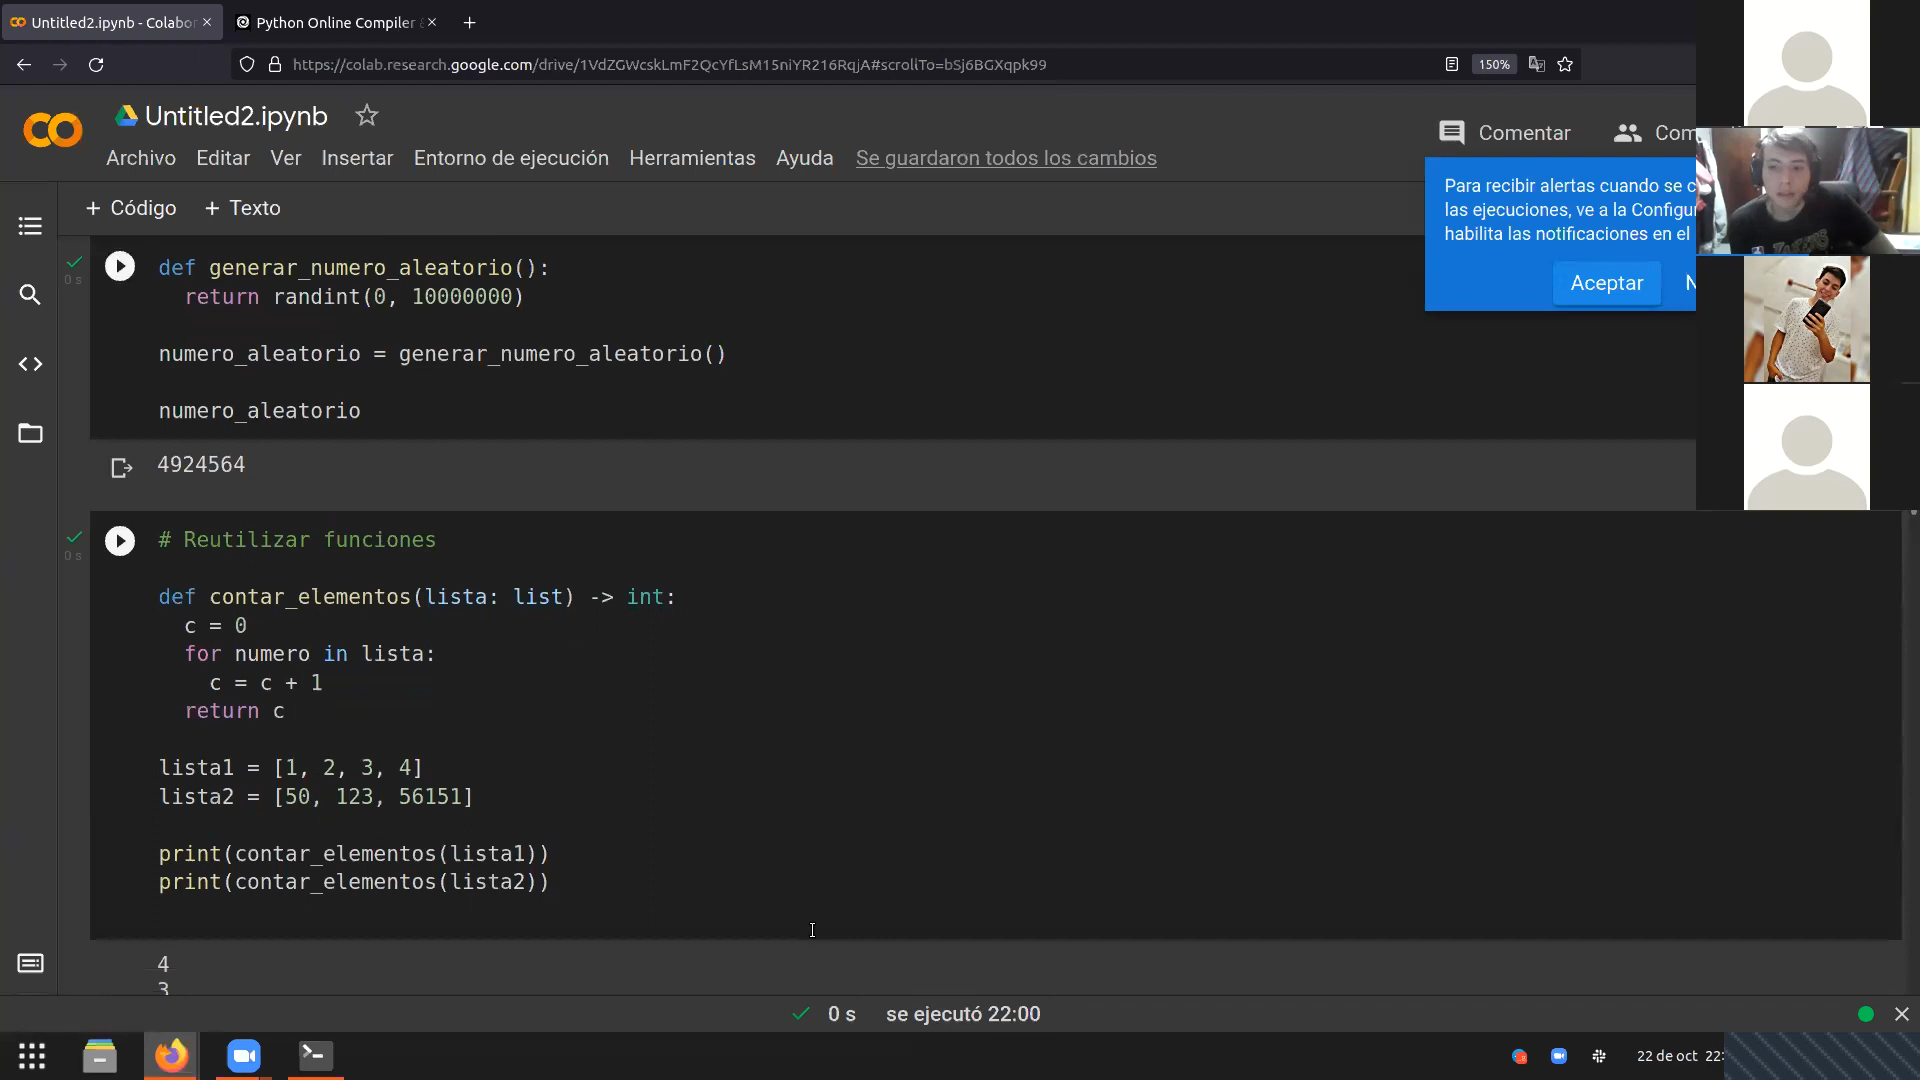 Untitled2.ipynb - Colabor
Python Online Compiler
https://colab.research.google.com/drive/1VdZGWcskLmF2QcYfLsM15niYR216RqjA#scrollTo=bSj6BGXqpk99
150%
Untitled2.ipynb
Comentar
Com
Archivo Editar Ver Insertar Entorno de ejecución Herramientas Ayuda Se guardaron todos los cambios
Para recibir alertas cuando se c
las ejecuciones, ve a la Configur
habilita las notificaciones en el
Aceptar
N
+ Código + Texto
0 s
def generar_numero_aleatorio():
  return randint(0, 10000000)
numero_aleatorio = generar_numero_aleatorio()
numero_aleatorio
4924564
0 s
# Reutilizar funciones
def contar_elementos(lista: list) -> int:
  c = 0
  for numero in lista:
    c = c + 1
  return c
lista1 = [1, 2, 3, 4]
lista2 = [50, 123, 56151]
print(contar_elementos(lista1))
print(contar_elementos(lista2))
4
3
0 s se ejecutó 22:00
22 de oct 22: